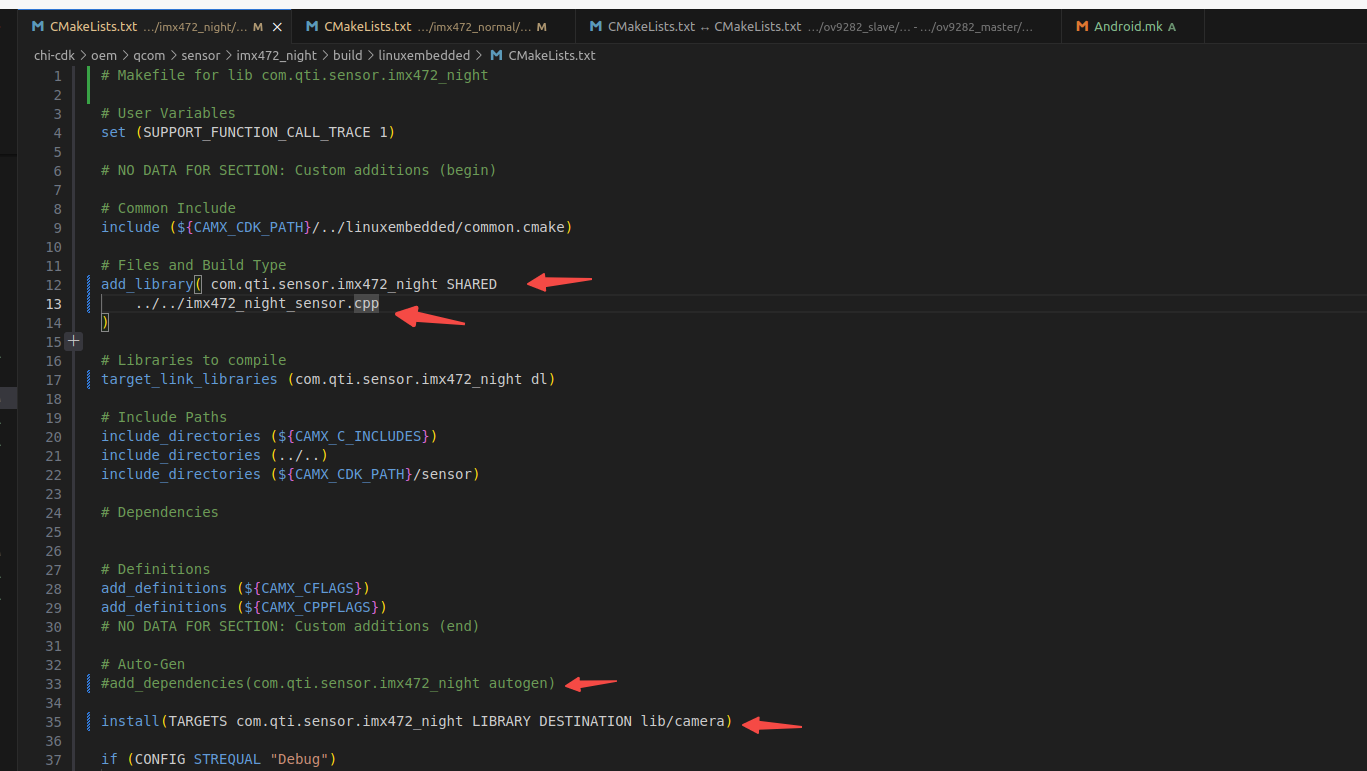 CMakeLists.txt .../imx472_night/... M × CMakeLists.txt .../imx472_normal/... M CMakeLists.txt ↔ CMakeLists.txt .../ov9282_slave/... - .../ov9282_master/... Android.mk A
chi-cdk > oem > qcom > sensor > imx472_night > build > linuxembedded > CMakeLists.txt
1 # Makefile for lib com.qti.sensor.imx472_night
2
3 # User Variables
4 set (SUPPORT_FUNCTION_CALL_TRACE 1)
5
6 # NO DATA FOR SECTION: Custom additions (begin)
7
8 # Common Include
9 include (${CAMX_CDK_PATH}/../linuxembedded/common.cmake)
10
11 # Files and Build Type
12 add_library( com.qti.sensor.imx472_night SHARED
13 ../../imx472_night_sensor.cpp
14 )
15
16 # Libraries to compile
17 target_link_libraries (com.qti.sensor.imx472_night dl)
18
19 # Include Paths
20 include_directories (${CAMX_C_INCLUDES})
21 include_directories (../..)
22 include_directories (${CAMX_CDK_PATH}/sensor)
23
24 # Dependencies
25
26
27 # Definitions
28 add_definitions (${CAMX_CFLAGS})
29 add_definitions (${CAMX_CPPFLAGS})
30 # NO DATA FOR SECTION: Custom additions (end)
31
32 # Auto-Gen
33 #add_dependencies(com.qti.sensor.imx472_night autogen)
34
35 install(TARGETS com.qti.sensor.imx472_night LIBRARY DESTINATION lib/camera)
36
37 if (CONFIG STREQUAL "Debug")